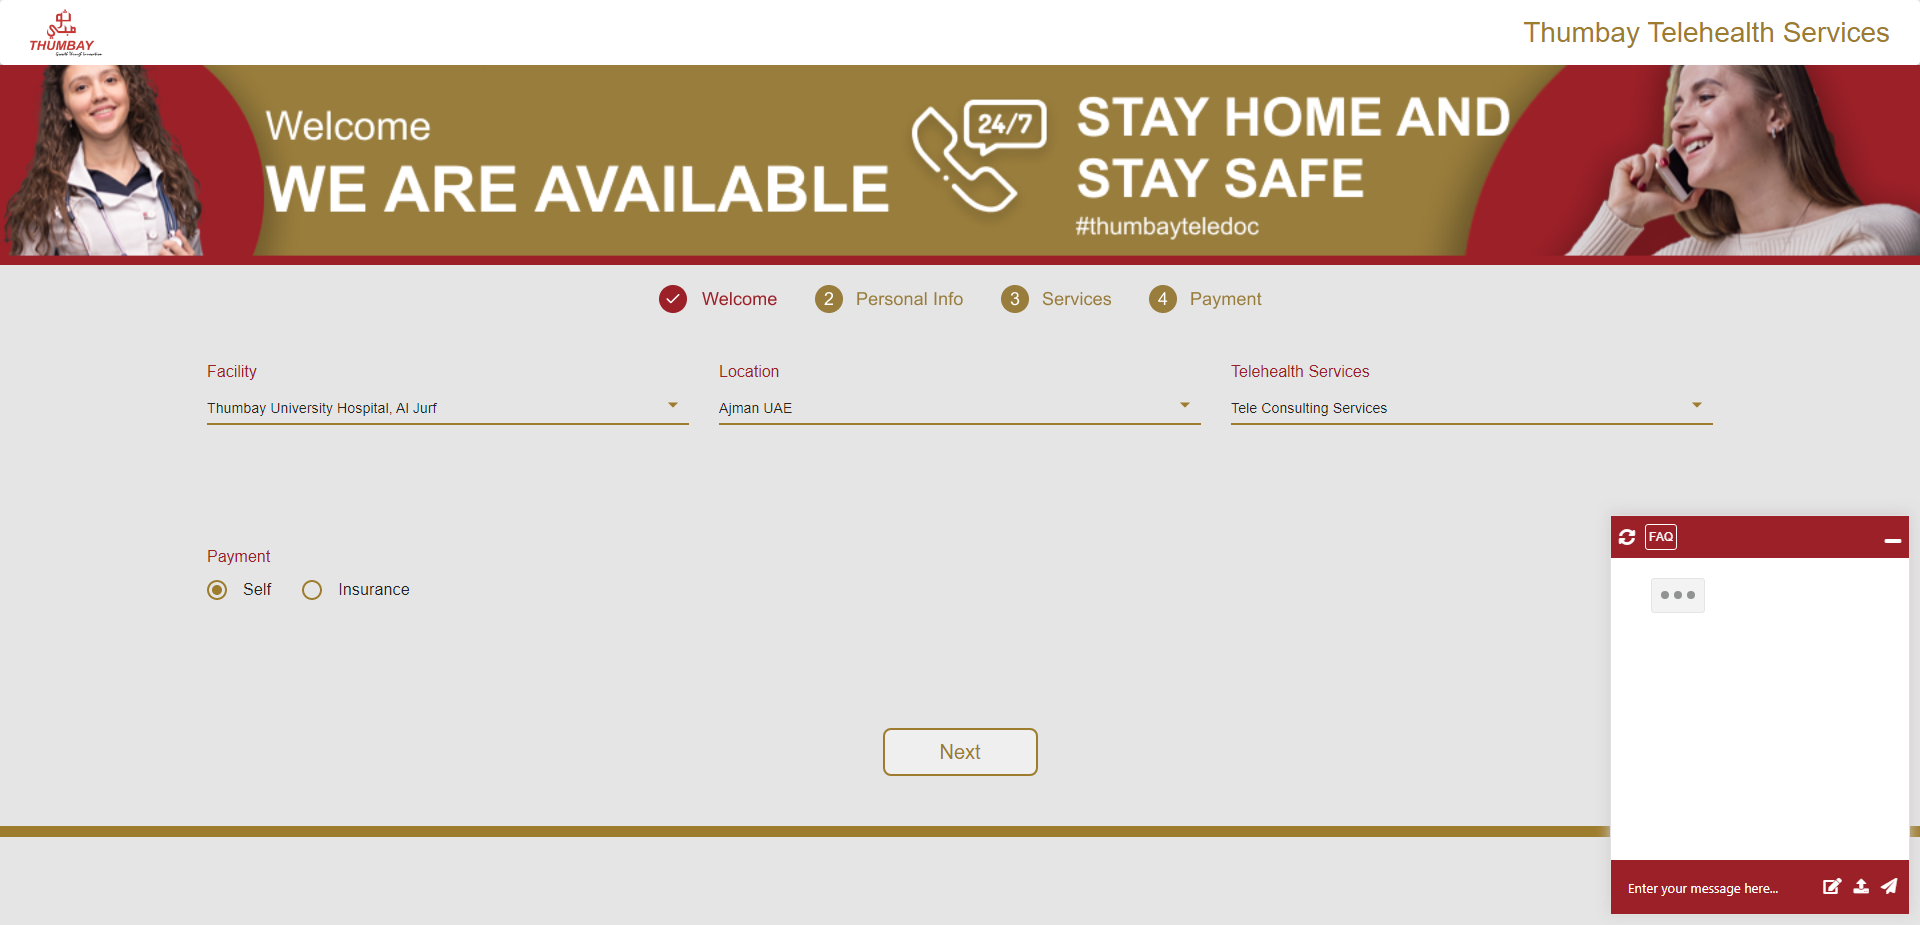 ثومبي
THUMBAY
Thumbay Telehealth Services
Welcome
WE ARE AVAILABLE
24/7
STAY HOME AND
STAY SAFE
#thumbayteledoc
Welcome
2 Personal Info
3 Services
4 Payment
Facility
Location
Telehealth Services
Thumbay University Hospital, Al Jurf
Ajman UAE
Tele Consulting Services
Payment
Self
Insurance
Next
FAQ
Enter your message here...